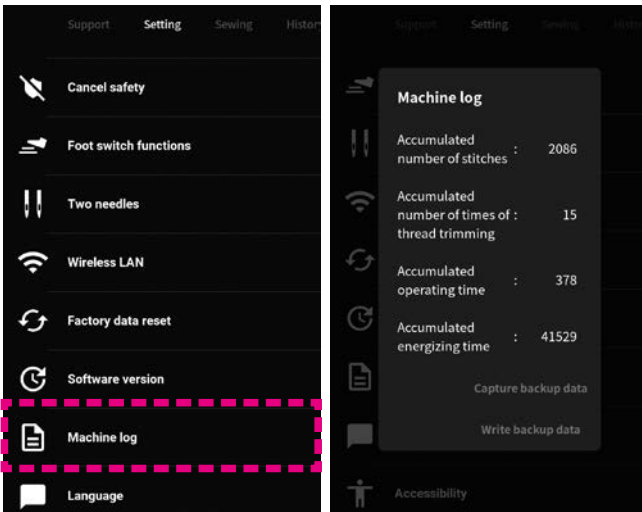 Support Setting Sewing History
Cancel safety
Foot switch functions
Two needles
Wireless LAN
Factory data reset
Software version
Machine log
Language
Support Setting Sewing
Machine log
Accumulated
number of stitches : 2086
Accumulated
number of times of : 15
thread trimming
Accumulated
operating time : 378
Accumulated
energizing time : 41529
Capture backup data
Write backup data
Accessibility